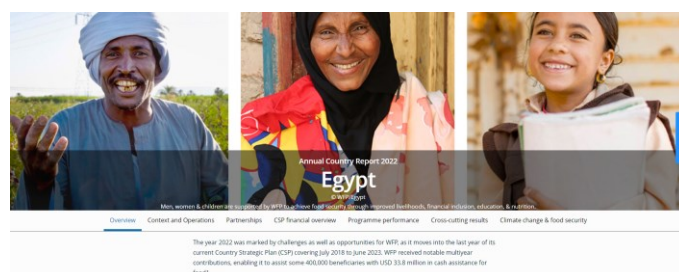 Annual Country Report 2022
Egypt
© WFP/Egypt
Men, women & children are supported by WFP to achieve food security through improved livelihoods, financial inclusion, education, & nutrition.
Overview Context and Operations Partnerships CSP financial overview Programme performance Cross-cutting results Climate change & food security
The year 2022 was marked by challenges as well as opportunities for WFP, as it moves into the last year of its
current Country Strategic Plan (CSP) covering July 2018 to June 2023. WFP received notable multiyear
contributions, enabling it to assist some 400,000 beneficiaries with USD 33.8 million in cash assistance for